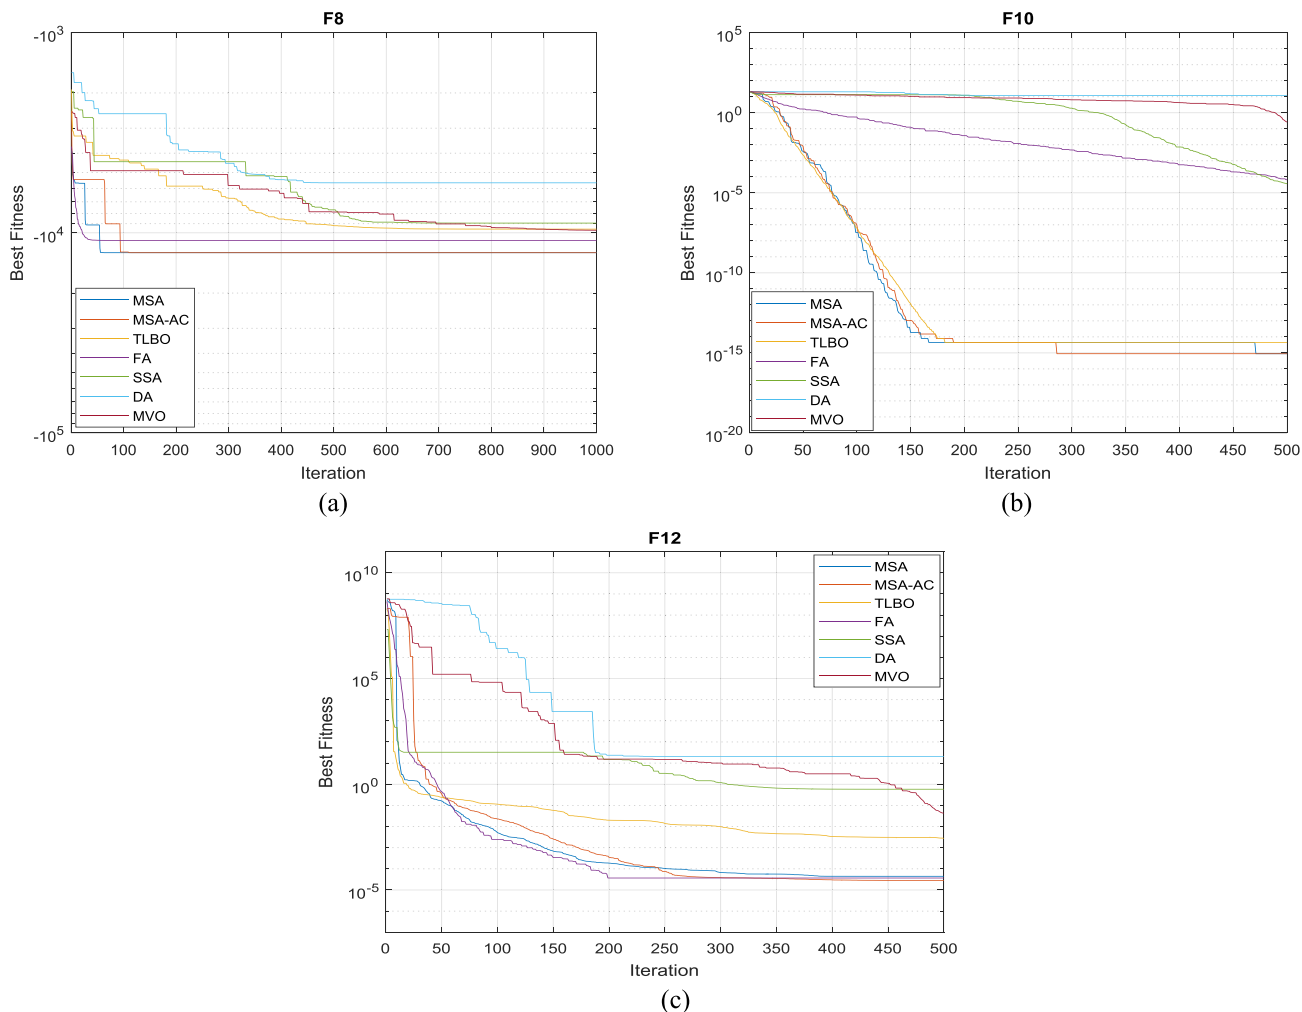 F8
-10^3
-10^4
-10^5
Best Fitness
MSA
MSA-AC
TLBO
FA
SSA
DA
MVO
0 100 200 300 400 500 600 700 800 900 1000
Iteration
(a)
F10
10^5
10^0
10^-5
10^-10
10^-15
10^-20
Best Fitness
MSA
MSA-AC
TLBO
FA
SSA
DA
MVO
0 50 100 150 200 250 300 350 400 450 500
Iteration
(b)
F12
10^10
10^5
10^0
10^-5
Best Fitness
MSA
MSA-AC
TLBO
FA
SSA
DA
MVO
0 50 100 150 200 250 300 350 400 450 500
Iteration
(c)